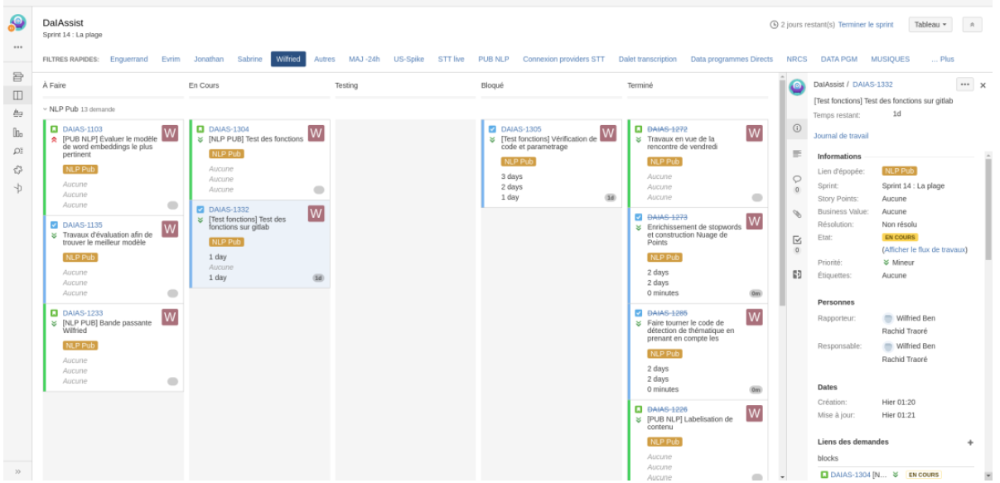 DalAssist
Sprint 14 : La plage
2 jours restant(s) Terminer le sprint
Tableau
FILTRES RAPIDES: Enguerrand Evrim Jonathan Sabrine Wilfried Autres MAJ -24h US-Spike STT live PUB NLP Connexion providers STT Dalet transcription Data programmes Directs NRCS DATA PGM MUSIQUES ... Plus
À Faire
En Cours
Testing
Bloqué
Terminé
NLP Pub 13 demande
DAIAS-1103
[PUB NLP] Évaluer le modèle
de word embeddings le plus
pertinent
W
NLP Pub
Aucune
Aucune
Aucune
DAIAS-1135
Travaux d'évaluation afin de
trouver le meilleur modèle
W
NLP Pub
Aucune
Aucune
Aucune
DAIAS-1233
[NLP PUB] Bande passante
Wilfried
W
NLP Pub
Aucune
Aucune
Aucune
DAIAS-1304
[NLP PUB] Test des fonctions
W
NLP Pub
Aucune
Aucune
Aucune
DAIAS-1332
[Test fonctions] Test des
fonctions sur gitlab
W
NLP Pub
1 day
Aucune
1 day
1d
DAIAS-1305
[Test fonctions] Vérification de
code et parametrage
W
NLP Pub
3 days
2 days
1 day
1d
DAIAS-1272
Travaux en vue de la
rencontre de vendredi
W
NLP Pub
Aucune
Aucune
Aucune
DAIAS-1273
Enrichissement de stopwords
et construction Nuage de
Points
W
NLP Pub
2 days
2 days
0 minutes
0m
DAIAS-1285
Faire tourner le code de
détection de thématique en
prenant en compte les
W
NLP Pub
2 days
2 days
0 minutes
0m
DAIAS-1226
[PUB NLP] Labelisation de
contenu
W
NLP Pub
Aucune
Aucune
Aucune
DalAssist / DAIAS-1332
[Test fonctions] Test des fonctions sur gitlab
Temps restant: 1d
Journal de travail
Informations
Lien d'épopée: NLP Pub
Sprint: Sprint 14 : La plage
Story Points: Aucune
Business Value: Aucune
Résolution: Non résolu
Etat: EN COURS
(Afficher le flux de travaux)
Priorité: Mineur
Étiquettes: Aucune
Personnes
Rapporteur: Wilfried Ben
Rachid Traoré
Responsable: Wilfried Ben
Rachid Traoré
Dates
Création: Hier 01:20
Mise à jour: Hier 01:21
Liens des demandes
blocks
DAIAS-1304 [N... EN COURS
0
0